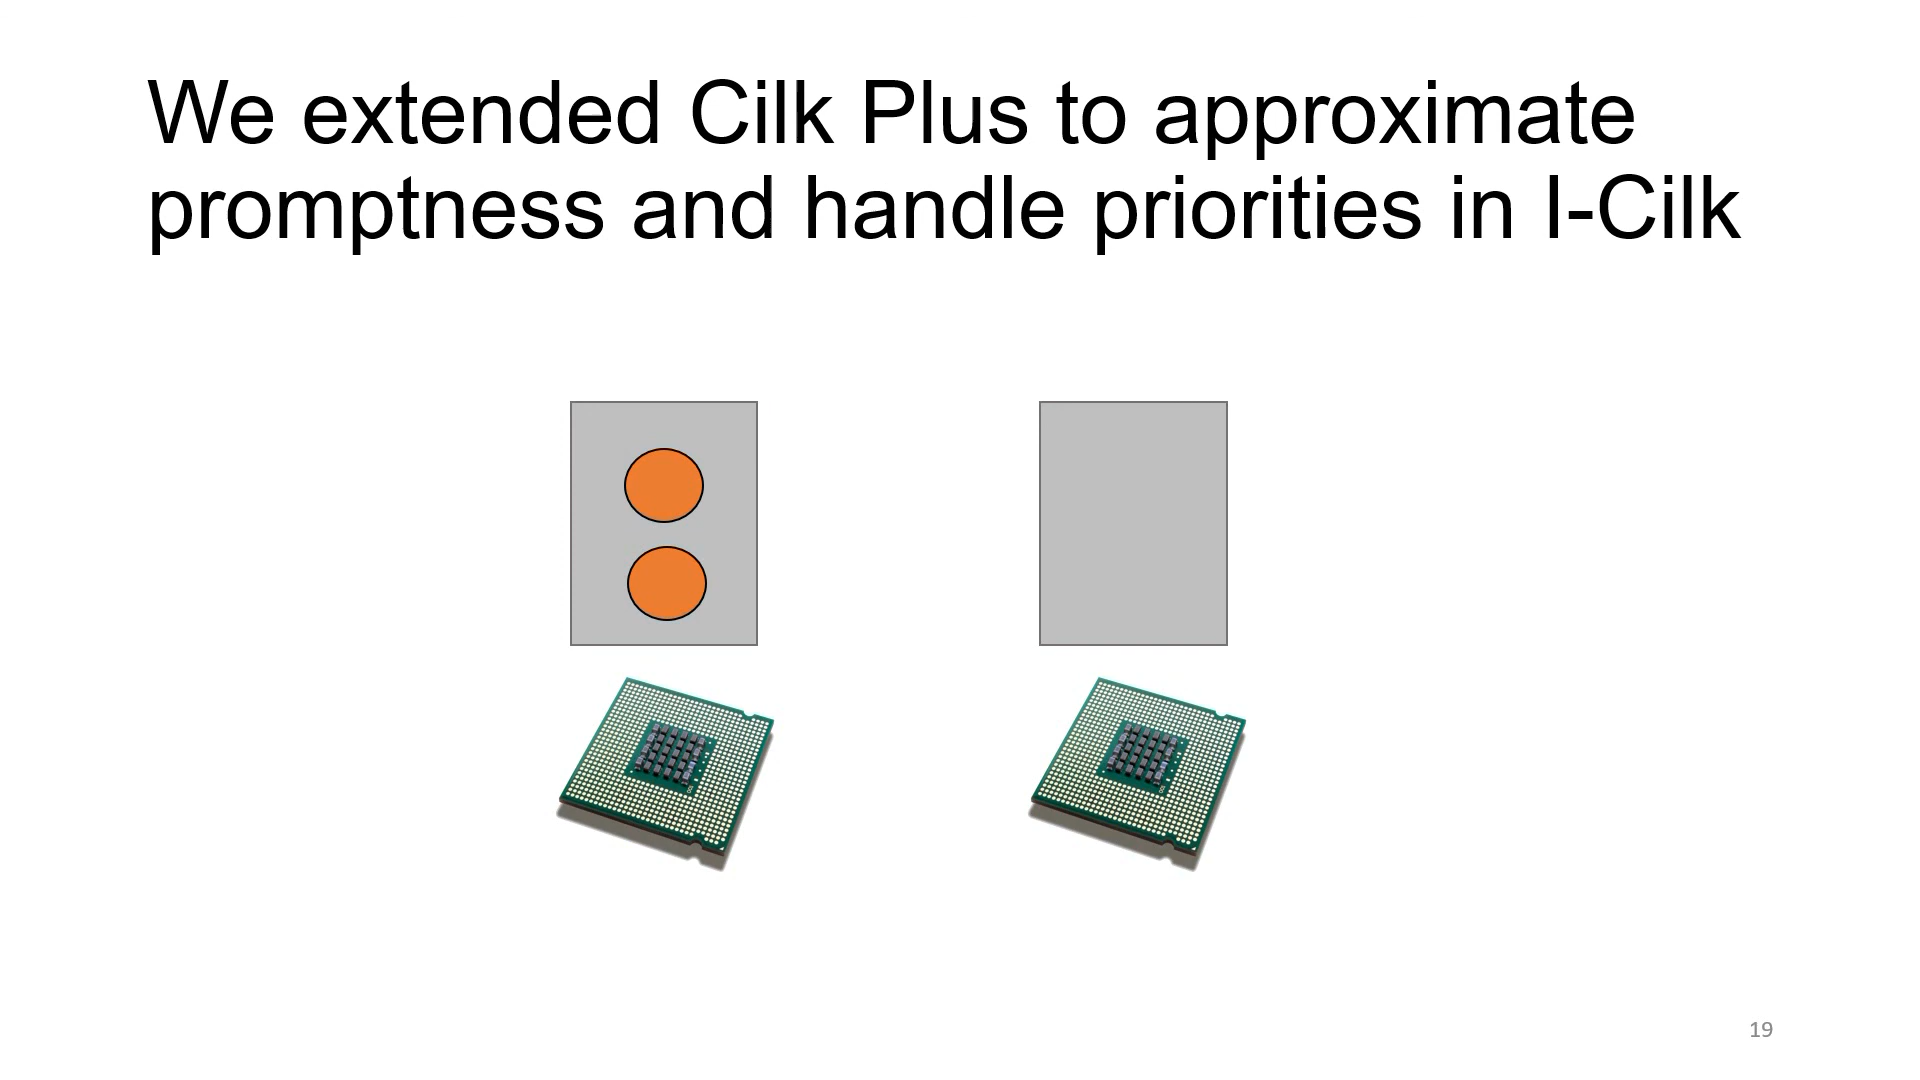 We extended Cilk Plus to approximate
promptness and handle priorities in I-Cilk
19